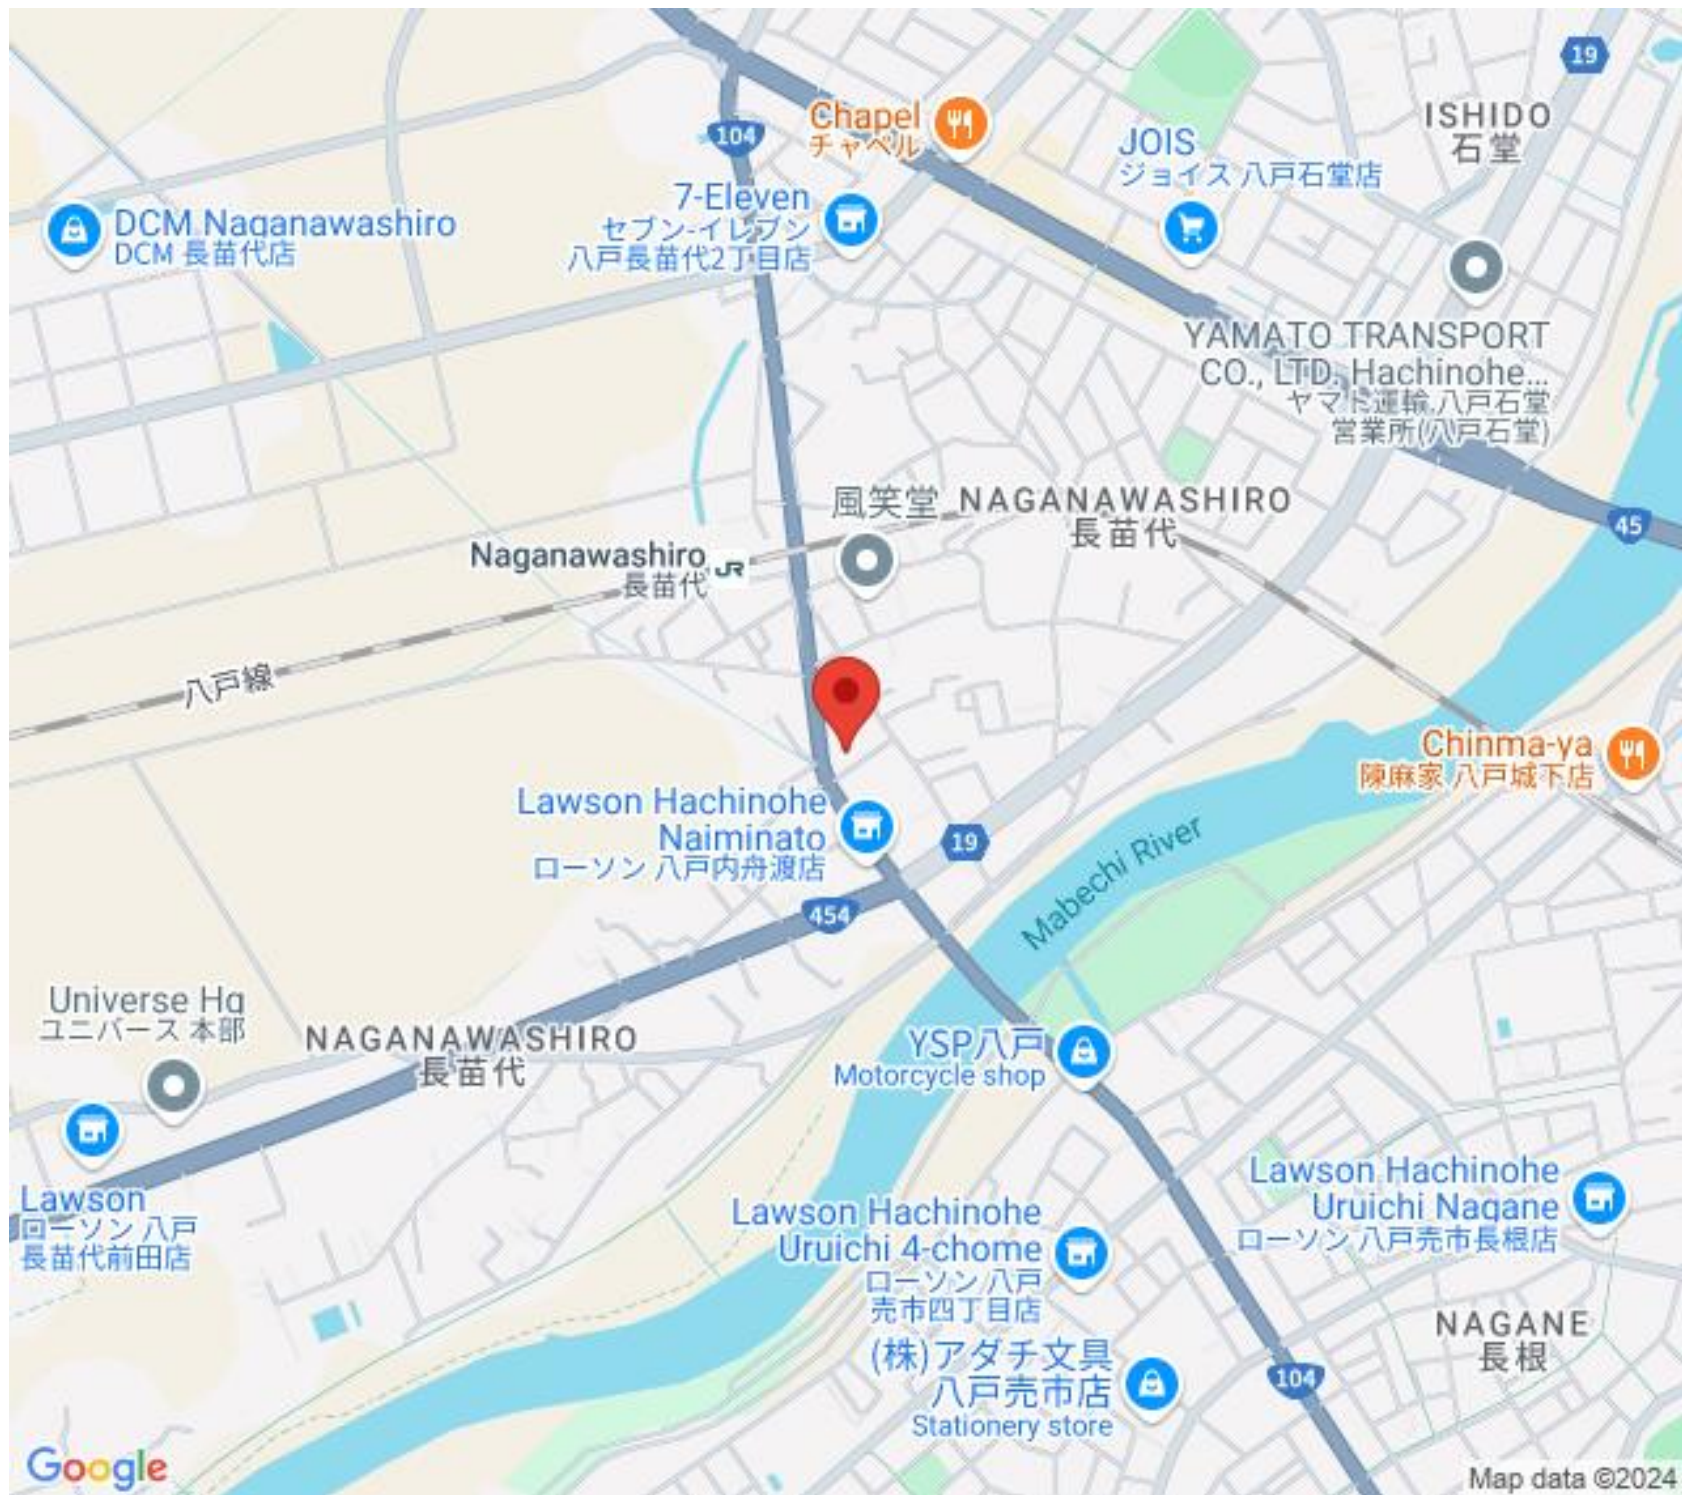 19
ISHIDO
石堂
Chapel
チャペル
104
JOIS
ジョイス 八戸石堂店
7-Eleven
セブン-イレブン
八戸長苗代2丁目店
DCM Naganawashiro
DCM 長苗代店
YAMATO TRANSPORT
CO., LTD. Hachinohe...
ヤマト運輸 八戸石堂
営業所(八戸石堂)
風笑堂
NAGANAWASHIRO
長苗代
45
Naganawashiro
長苗代
JR
八戸線
Chinma-ya
陳麻家 八戸城下店
Lawson Hachinohe
Naiminato
ローソン 八戸内舟渡店
19
Mabechi River
454
Universe Hq
ユニバース 本部
NAGANAWASHIRO
長苗代
YSP八戸
Motorcycle shop
Lawson
ローソン 八戸
長苗代前田店
Lawson Hachinohe
Uruichi Nagane
ローソン 八戸売市長根店
Lawson Hachinohe
Uruichi 4-chome
ローソン 八戸
売市四丁目店
NAGANE
長根
(株)アダチ文具
八戸売市店
Stationery store
104
Google
Map data ©2024